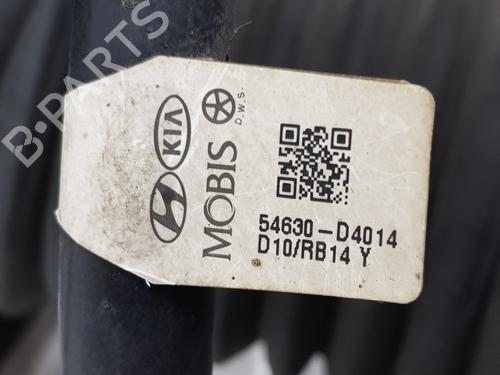 B-PARTS
KIA
MOBIS
D.W.S.
54630-D4014
D10/RB14 Y